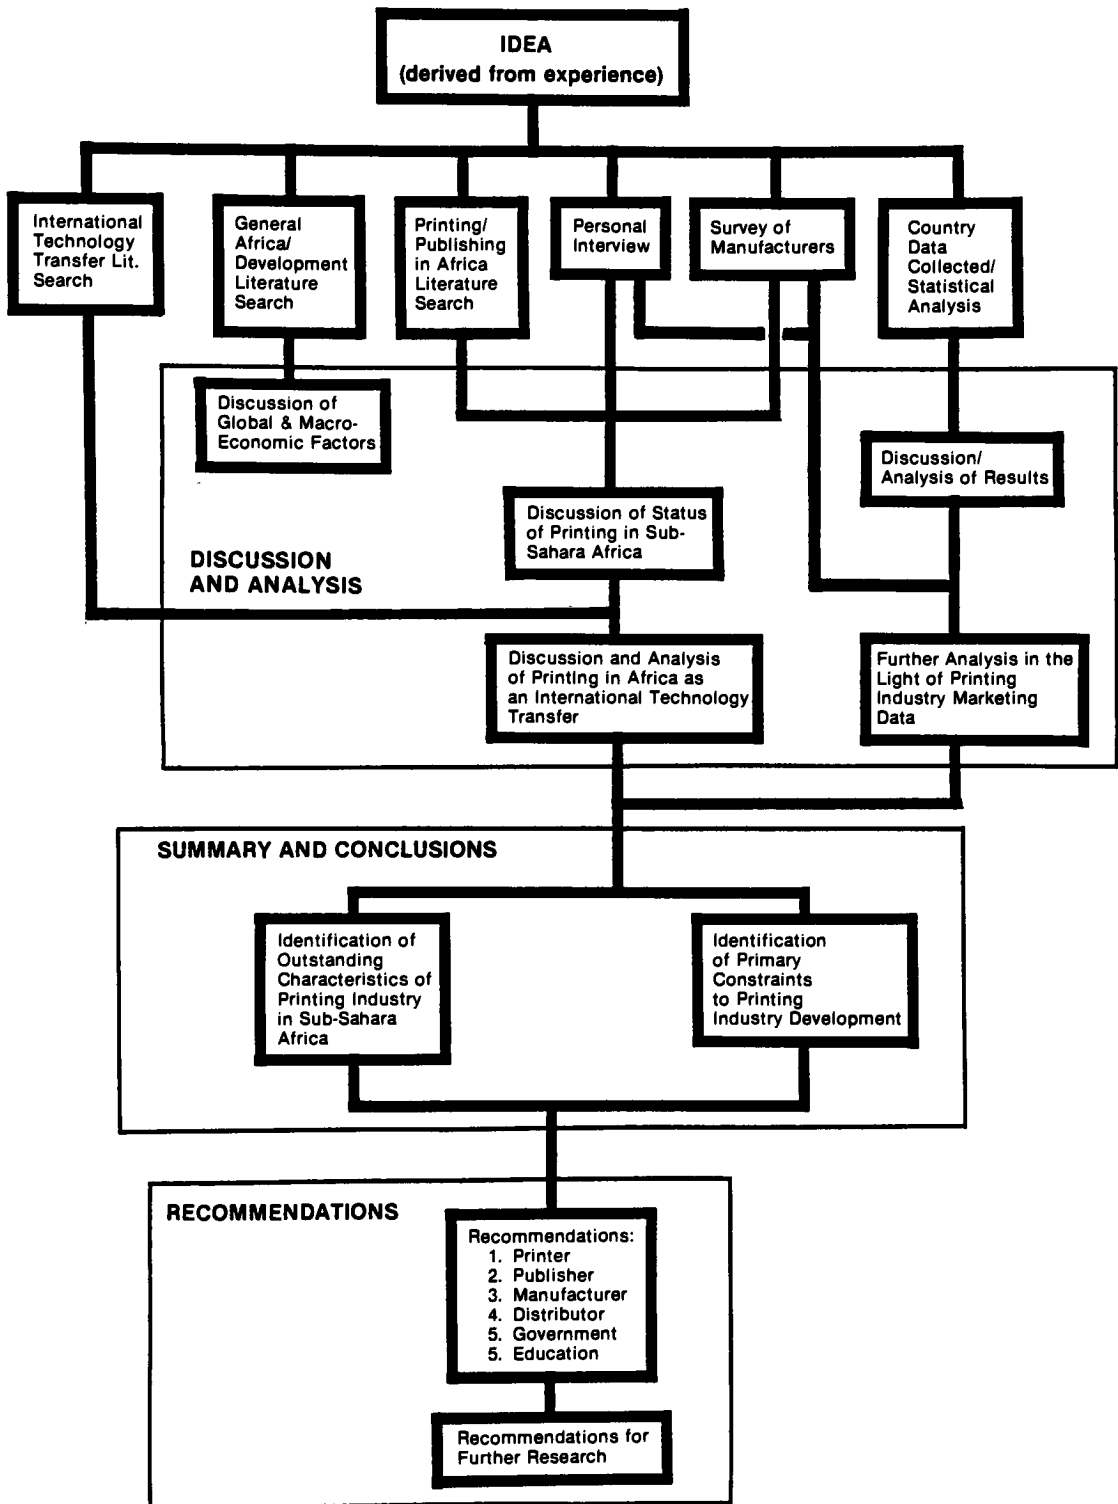 IDEA
(derived from experience)
International
Technology
Transfer Lit.
Search
General
Africa/
Development
Literature
Search
Printing/
Publishing
in Africa
Literature
Search
Personal
Interview
Survey of
Manufacturers
Country
Data
Collected/
Statistical
Analysis
Discussion of
Global & Macro-
Economic Factors
Discussion/
Analysis of Results
Discussion of Status
of Printing in Sub-
Sahara Africa
DISCUSSION
AND ANALYSIS
Discussion and Analysis
of Printing in Africa as
an International Technology
Transfer
Further Analysis in the
Light of Printing
Industry Marketing
Data
SUMMARY AND CONCLUSIONS
Identification of
Outstanding
Characteristics of
Printing Industry
in Sub-Sahara
Africa
Identification
of Primary
Constraints
to Printing
Industry Development
RECOMMENDATIONS
Recommendations:
1. Printer
2. Publisher
3. Manufacturer
4. Distributor
5. Government
5. Education
Recommendations for
Further Research